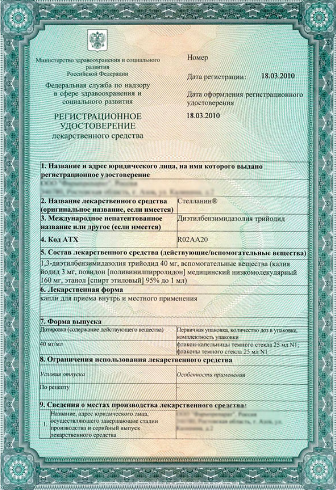 Министерство здравоохранения и социального
развития
Российской Федерации
Федеральная служба по надзору
в сфере здравоохранения и
социального развития
РЕГИСТРАЦИОННОЕ
УДОСТОВЕРЕНИЕ
лекарственного средства
Номер
Дата регистрации: 18.03.2010
Дата оформления регистрационного
удостоверения
18.03.2010
1. Название и адрес юридического лица, на имя которого выдано
регистрационное удостоверение
2. Название лекарственного средства
(оригинальное название, если имеется)
Стелланин®
3. Международное непатентованное
название или другое (если имеется)
Диэтилбензимидазолия трийодид
4. Код АТХ
R02AA20
5. Состав лекарственного средства (действующие/вспомогательные вещества)
1,3-диэтилбензимидазолия трийодид 40 мг, вспомогательные вещества (калия
йодид 3 мг, повидон [поливинилпирролидон] медицинский низкомолекулярный
160 мг, этанол [спирт этиловый] 95% до 1 мл)
6. Лекарственная форма
капли для приема внутрь и местного применения
7. Форма выпуска
Дозировка (содержание действующего вещества)
Первичная упаковка, количество доз в упаковке,
комплектность упаковки
40 мг/мл
флакон-капельницы темного стекла 25 мл N1;
флаконы темного стекла 25 мл N1
8. Ограничения использования лекарственного средства
Условия отпуска
Особенности применения
По рецепту
-
9. Сведения о местах производства лекарственного средства:
1
Название, адрес юридического лица,
осуществляющего завершающие стадии
производства и серийный выпуск
лекарственного средства